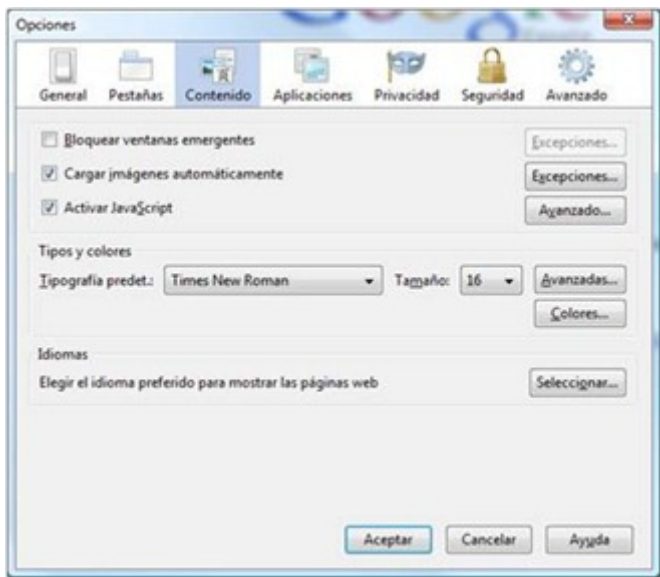 Opciones
General Pestañas Contenido Aplicaciones Privacidad Seguridad Avanzado
Bloquear ventanas emergentes Excepciones...
Cargar imágenes automáticamente Excepciones...
Activar JavaScript Avanzado...
Tipos y colores
Tipografía predet.: Times New Roman Tamaño: 16 Avanzadas...
Colores...
Idiomas
Elegir el idioma preferido para mostrar las páginas web Seleccionar...
Aceptar Cancelar Ayuda